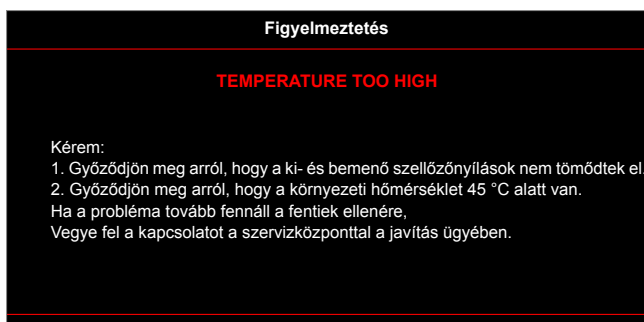 Figyelmeztetés
TEMPERATURE TOO HIGH
Kérem:
1. Győződjön meg arról, hogy a ki- és bemenő szellőzőnyílások nem tömődtek el.
2. Győződjön meg arról, hogy a környezeti hőmérséklet 45 °C alatt van.
Ha a probléma tovább fennáll a fentiek ellenére,
Vegye fel a kapcsolatot a szervizközponttal a javítás ügyében.